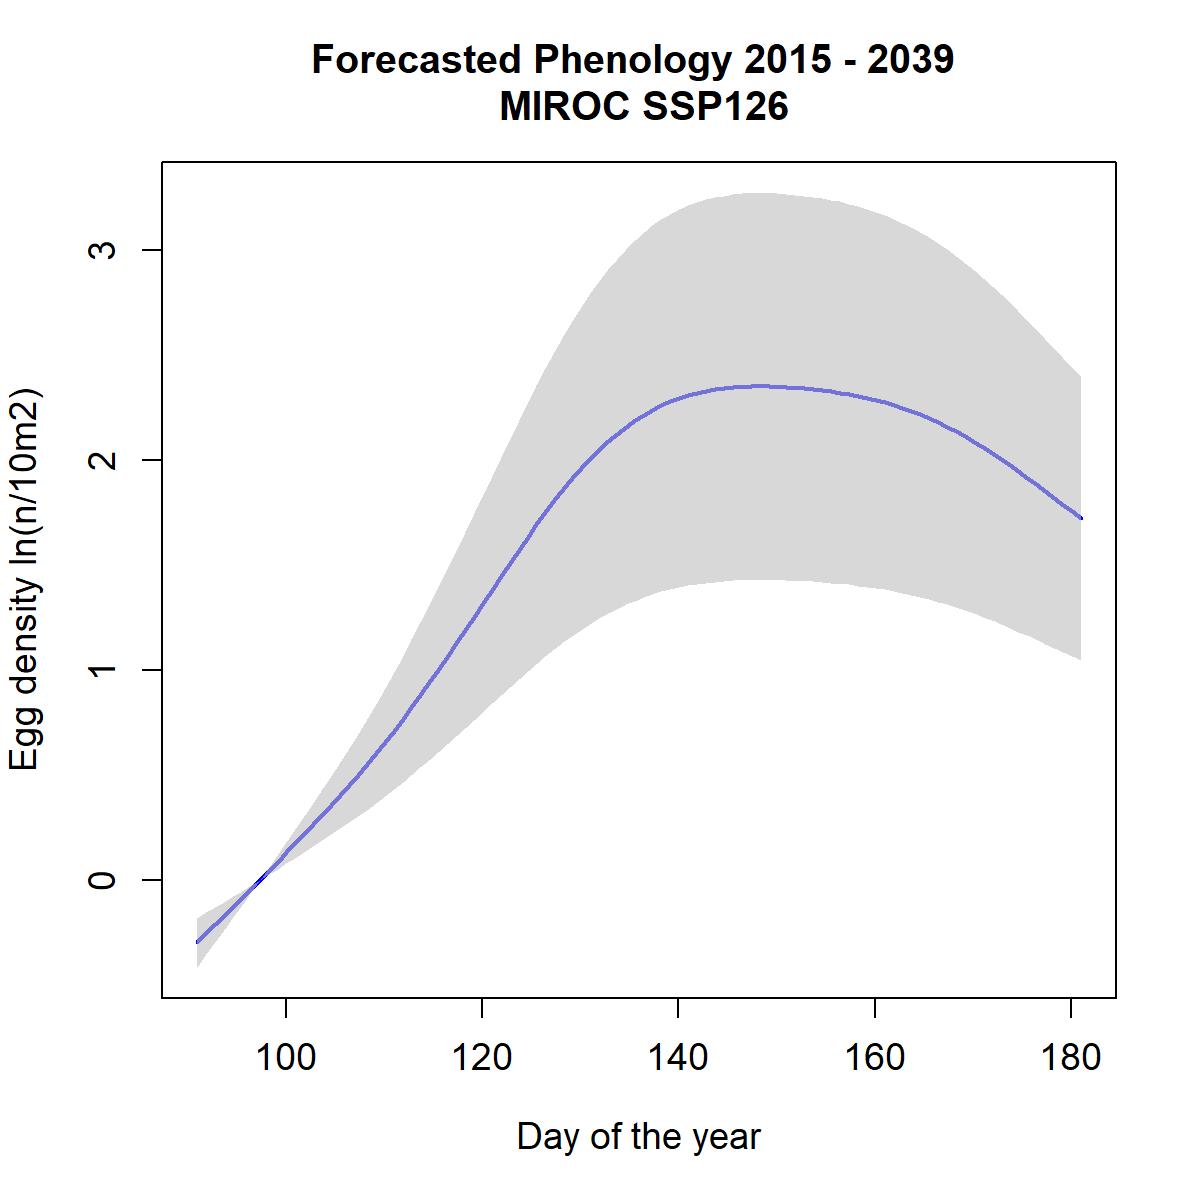 Forecasted Phenology 2015 - 2039
MIROC SSP126
Egg density ln(n/10m2)
3
2
1
0
100 120 140 160 180
Day of the year